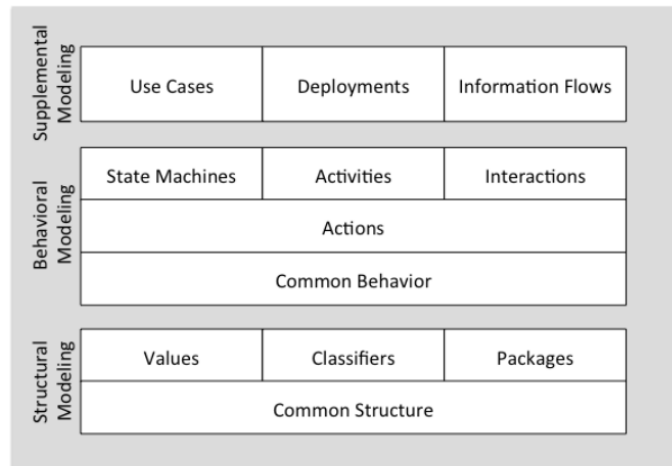 Supplemental
Modeling
Use Cases
Deployments
Information Flows
Behavioral
Modeling
State Machines
Activities
Interactions
Actions
Common Behavior
Structural
Modeling
Values
Classifiers
Packages
Common Structure